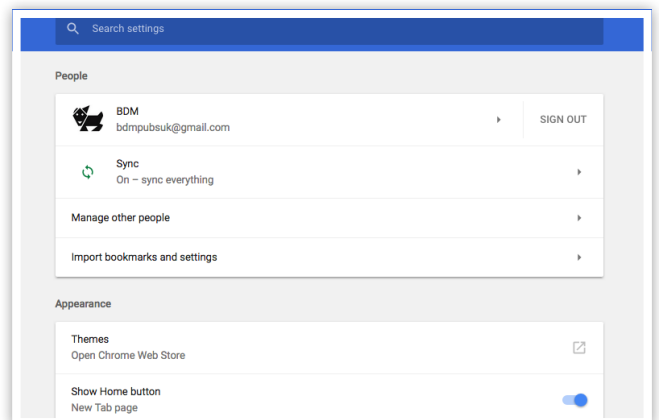 Search settings
People
BDM
bdmpubsuk@gmail.com
SIGN OUT
Sync
On – sync everything
Manage other people
Import bookmarks and settings
Appearance
Themes
Open Chrome Web Store
Show Home button
New Tab page